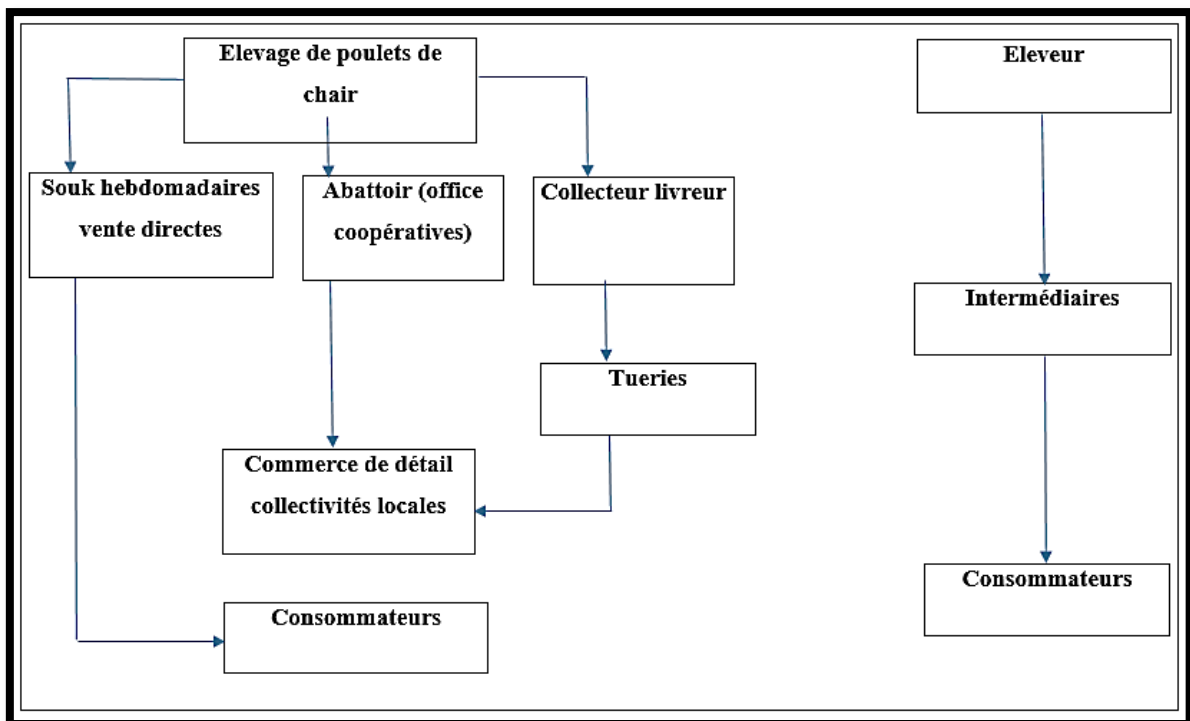 Elevage de poulets de
chair
Eleveur
Souk hebdomadaires
vente directes
Abattoir (office
coopératives)
Collecteur livreur
Intermédiaires
Tueries
Commerce de détail
collectivités locales
Consommateurs
Consommateurs